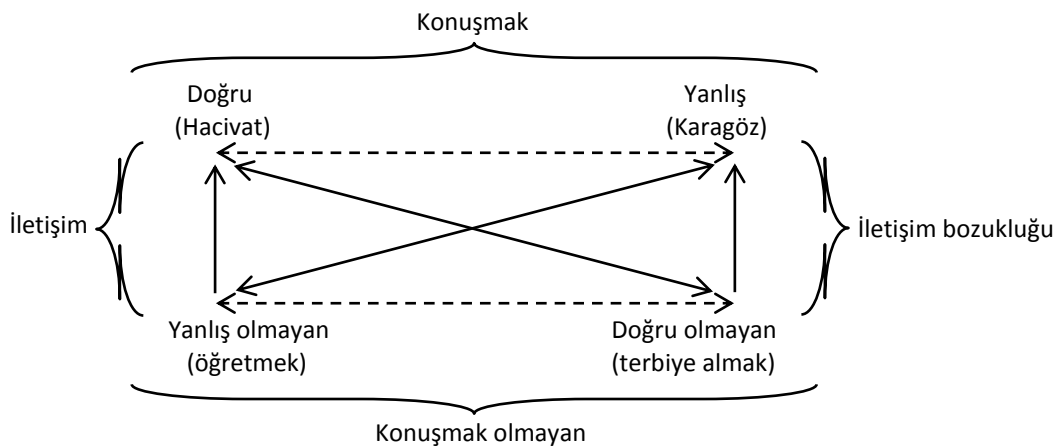 Konuşmak
Doğru
(Hacivat)
Yanlış
(Karagöz)
İletişim
İletişim bozukluğu
Yanlış olmayan
(öğretmek)
Doğru olmayan
(terbiye almak)
Konuşmak olmayan